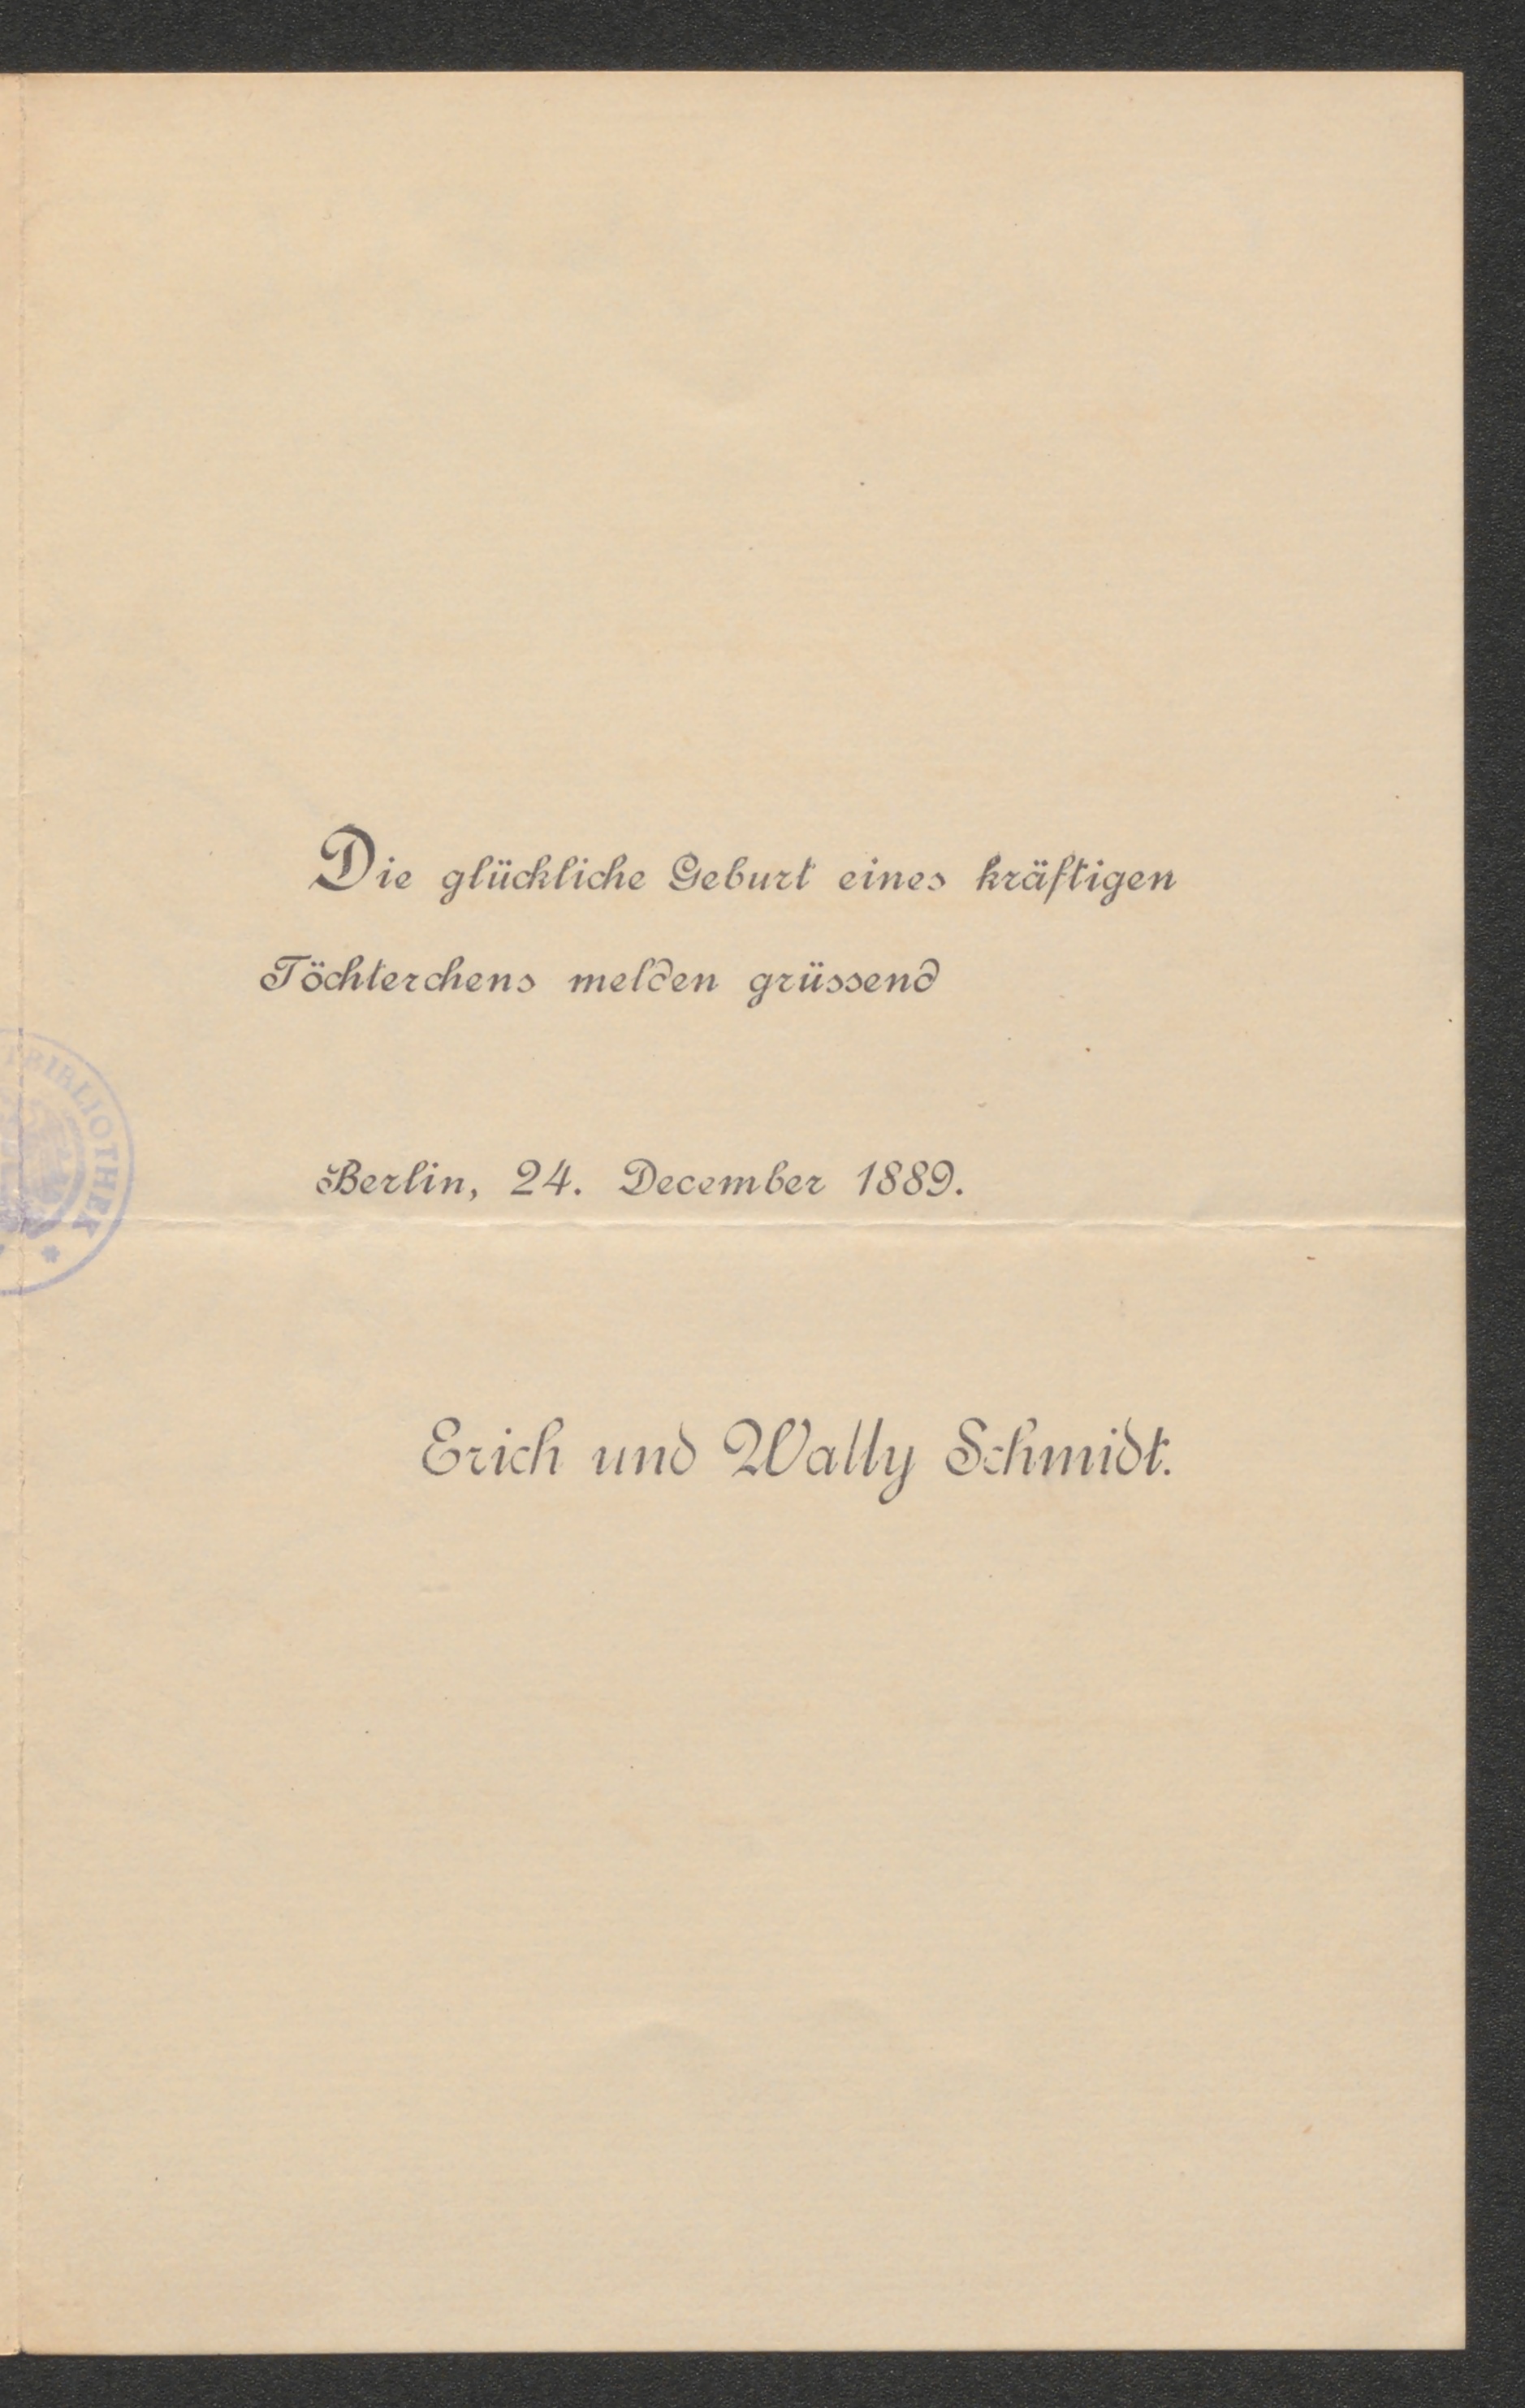 Die glückliche Geburt eines kräftigen
Töchterchens melden grüssend
Berlin, 24. December 1889.
Erich und Wally Schmidt.